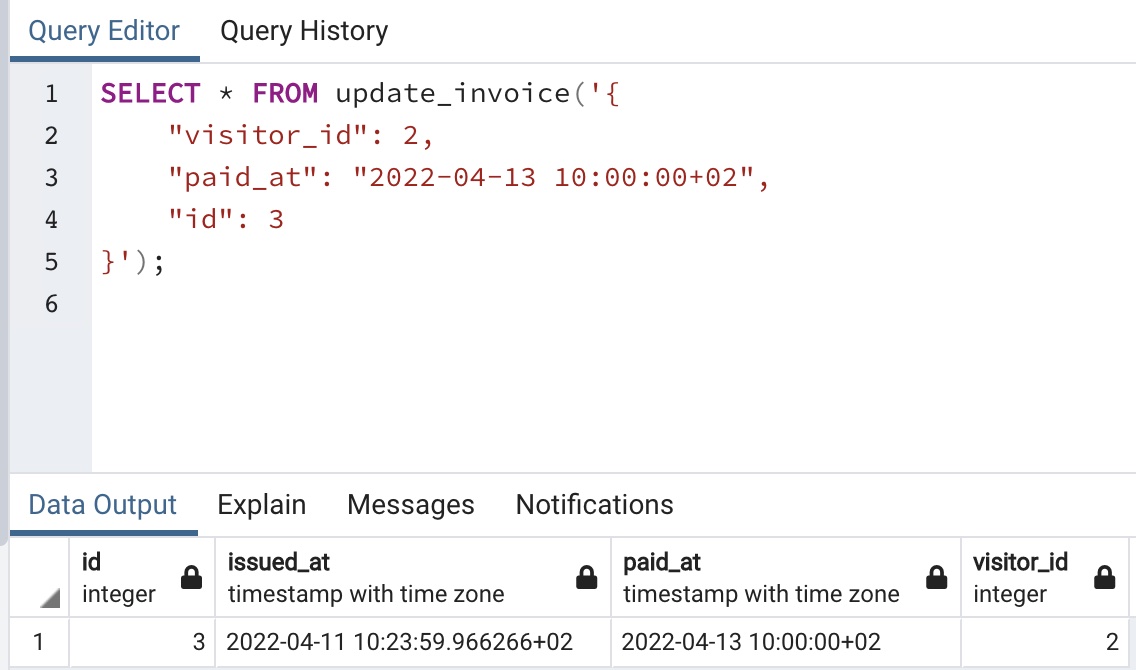 Query Editor Query History
1 SELECT * FROM update_invoice('{
2 "visitor_id": 2,
3 "paid_at": "2022-04-13 10:00:00+02",
4 "id": 3
5 }');
6
Data Output Explain Messages Notifications
id issued_at paid_at visitor_id
integer timestamp with time zone timestamp with time zone integer
1 3 2022-04-11 10:23:59.966266+02 2022-04-13 10:00:00+02 2